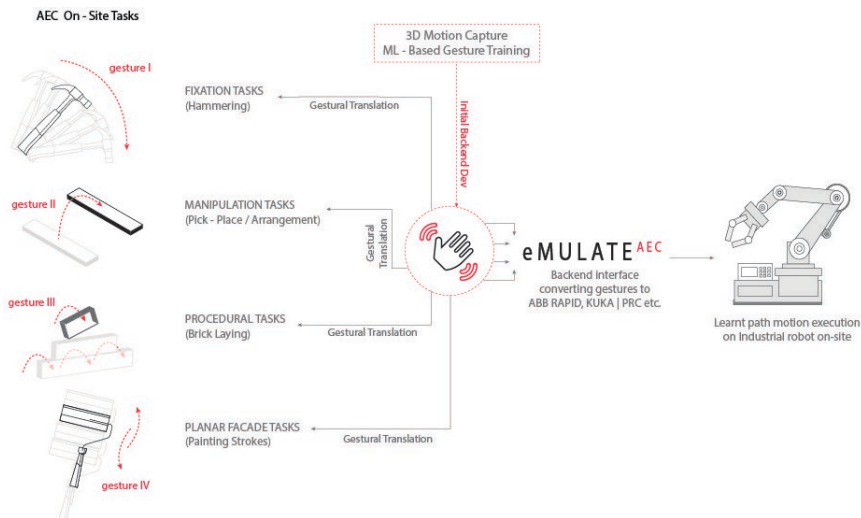 AEC On - Site Tasks
3D Motion Capture
ML - Based Gesture Training
Initial Backend Dev
gesture I
FIXATION TASKS
(Hammering)
Gestural Translation
gesture II
MANIPULATION TASKS
(Pick - Place / Arrangement)
Gestural
Translation
eMULATE AEC
Backend interface
converting gestures to
ABB RAPID, KUKA | PRC etc.
Learnt path motion execution
on Industrial robot on-site
gesture III
PROCEDURAL TASKS
(Brick Laying)
Gestural Translation
PLANAR FACADE TASKS
(Painting Strokes)
Gestural Translation
gesture IV